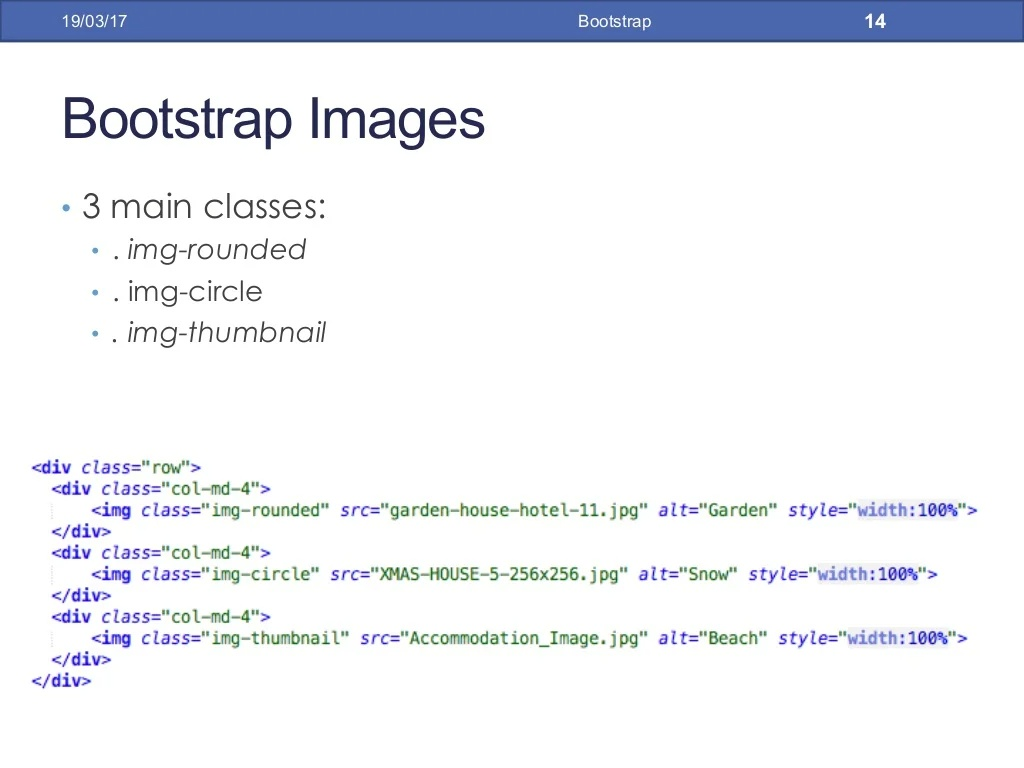 19/03/17 Bootstrap 14
Bootstrap Images
• 3 main classes:
• . img-rounded
• . img-circle
• . img-thumbnail
<div class="row">
<div class="col-md-4">
<img class="img-rounded" src="garden-house-hotel-11.jpg" alt="Garden" style="width:100%">
</div>
<div class="col-md-4">
<img class="img-circle" src="XMAS-HOUSE-5-256x256.jpg" alt="Snow" style="width:100%">
</div>
<div class="col-md-4">
<img class="img-thumbnail" src="Accommodation_Image.jpg" alt="Beach" style="width:100%">
</div>
</div>